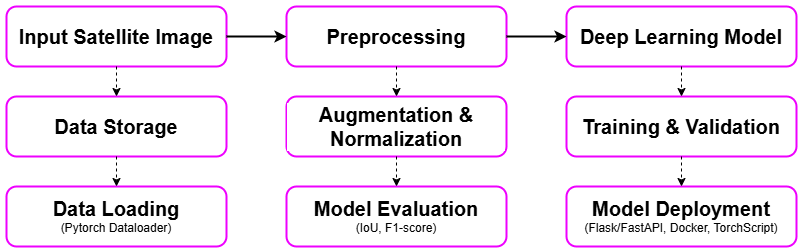 Input Satellite Image
Preprocessing
Deep Learning Model
Data Storage
Augmentation &
Normalization
Training & Validation
Data Loading
(Pytorch Dataloader)
Model Evaluation
(IoU, F1-score)
Model Deployment
(Flask/FastAPI, Docker, TorchScript)